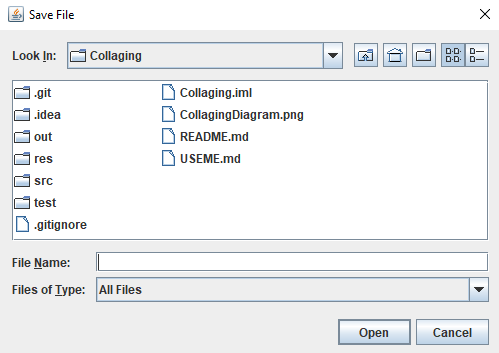 Save File
Look In: Collaging
.git
.idea
out
res
src
test
.gitignore
Collaging.iml
CollagingDiagram.png
README.md
USEME.md
File Name:
Files of Type: All Files
Open Cancel